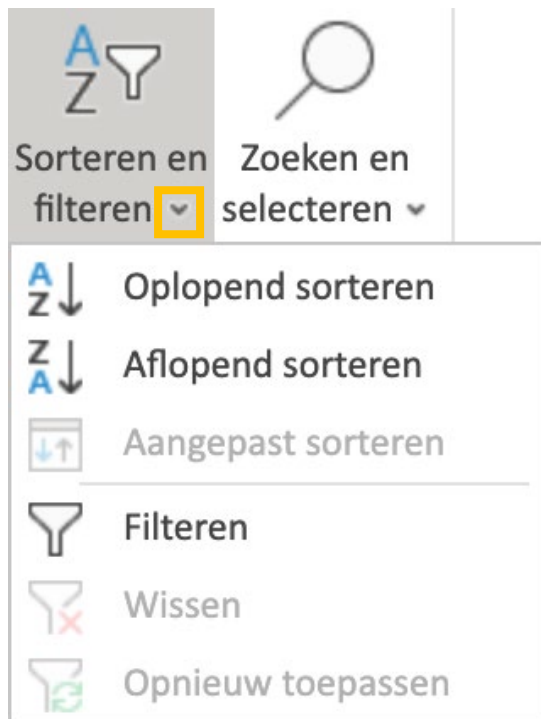 Sorteren en
filteren
Zoeken en
selecteren
Oplopend sorteren
Aflopend sorteren
Aangepast sorteren
Filteren
Wissen
Opnieuw toepassen